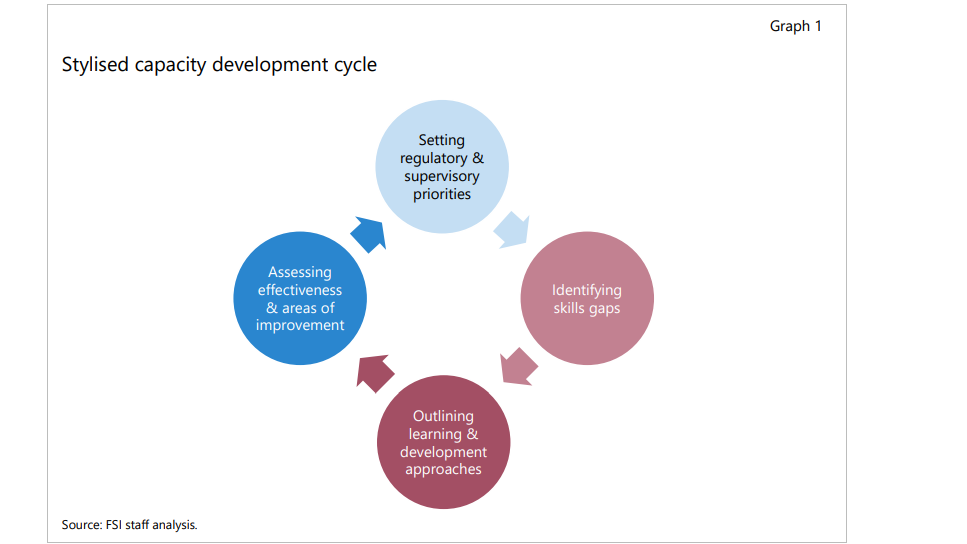 Graph 1
Stylised capacity development cycle
Setting
regulatory &
supervisory
priorities
Assessing
effectiveness
& areas of
improvement
Identifying
skills gaps
Outlining
learning &
development
approaches
Source: FSI staff analysis.